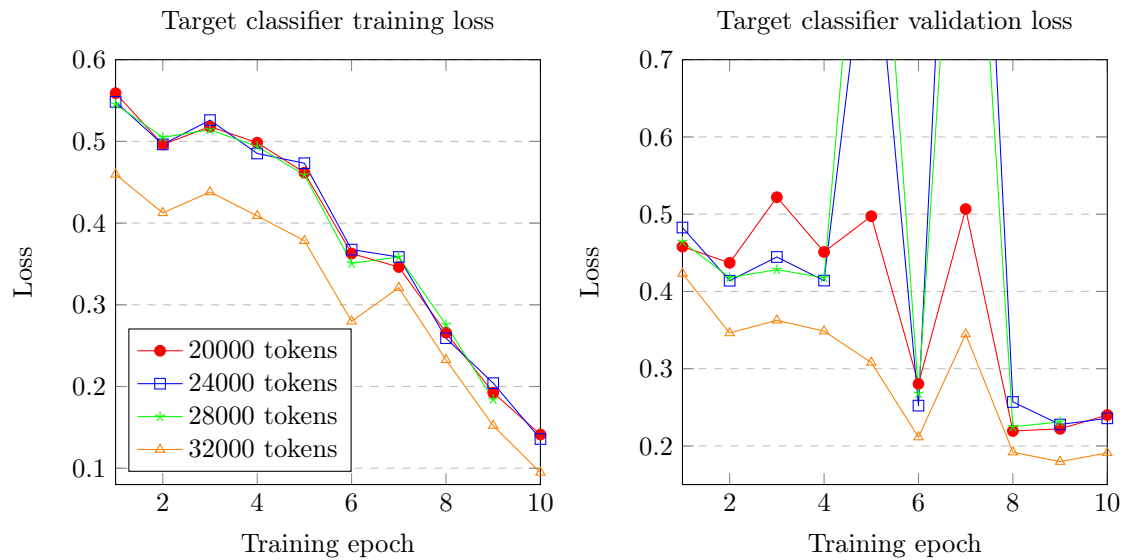 Target classifier training loss
0.6
0.5
0.4
0.3
0.2
0.1
Loss
20000 tokens
24000 tokens
28000 tokens
32000 tokens
2 4 6 8 10
Training epoch
Target classifier validation loss
0.7
0.6
0.5
0.4
0.3
0.2
Loss
2 4 6 8 10
Training epoch